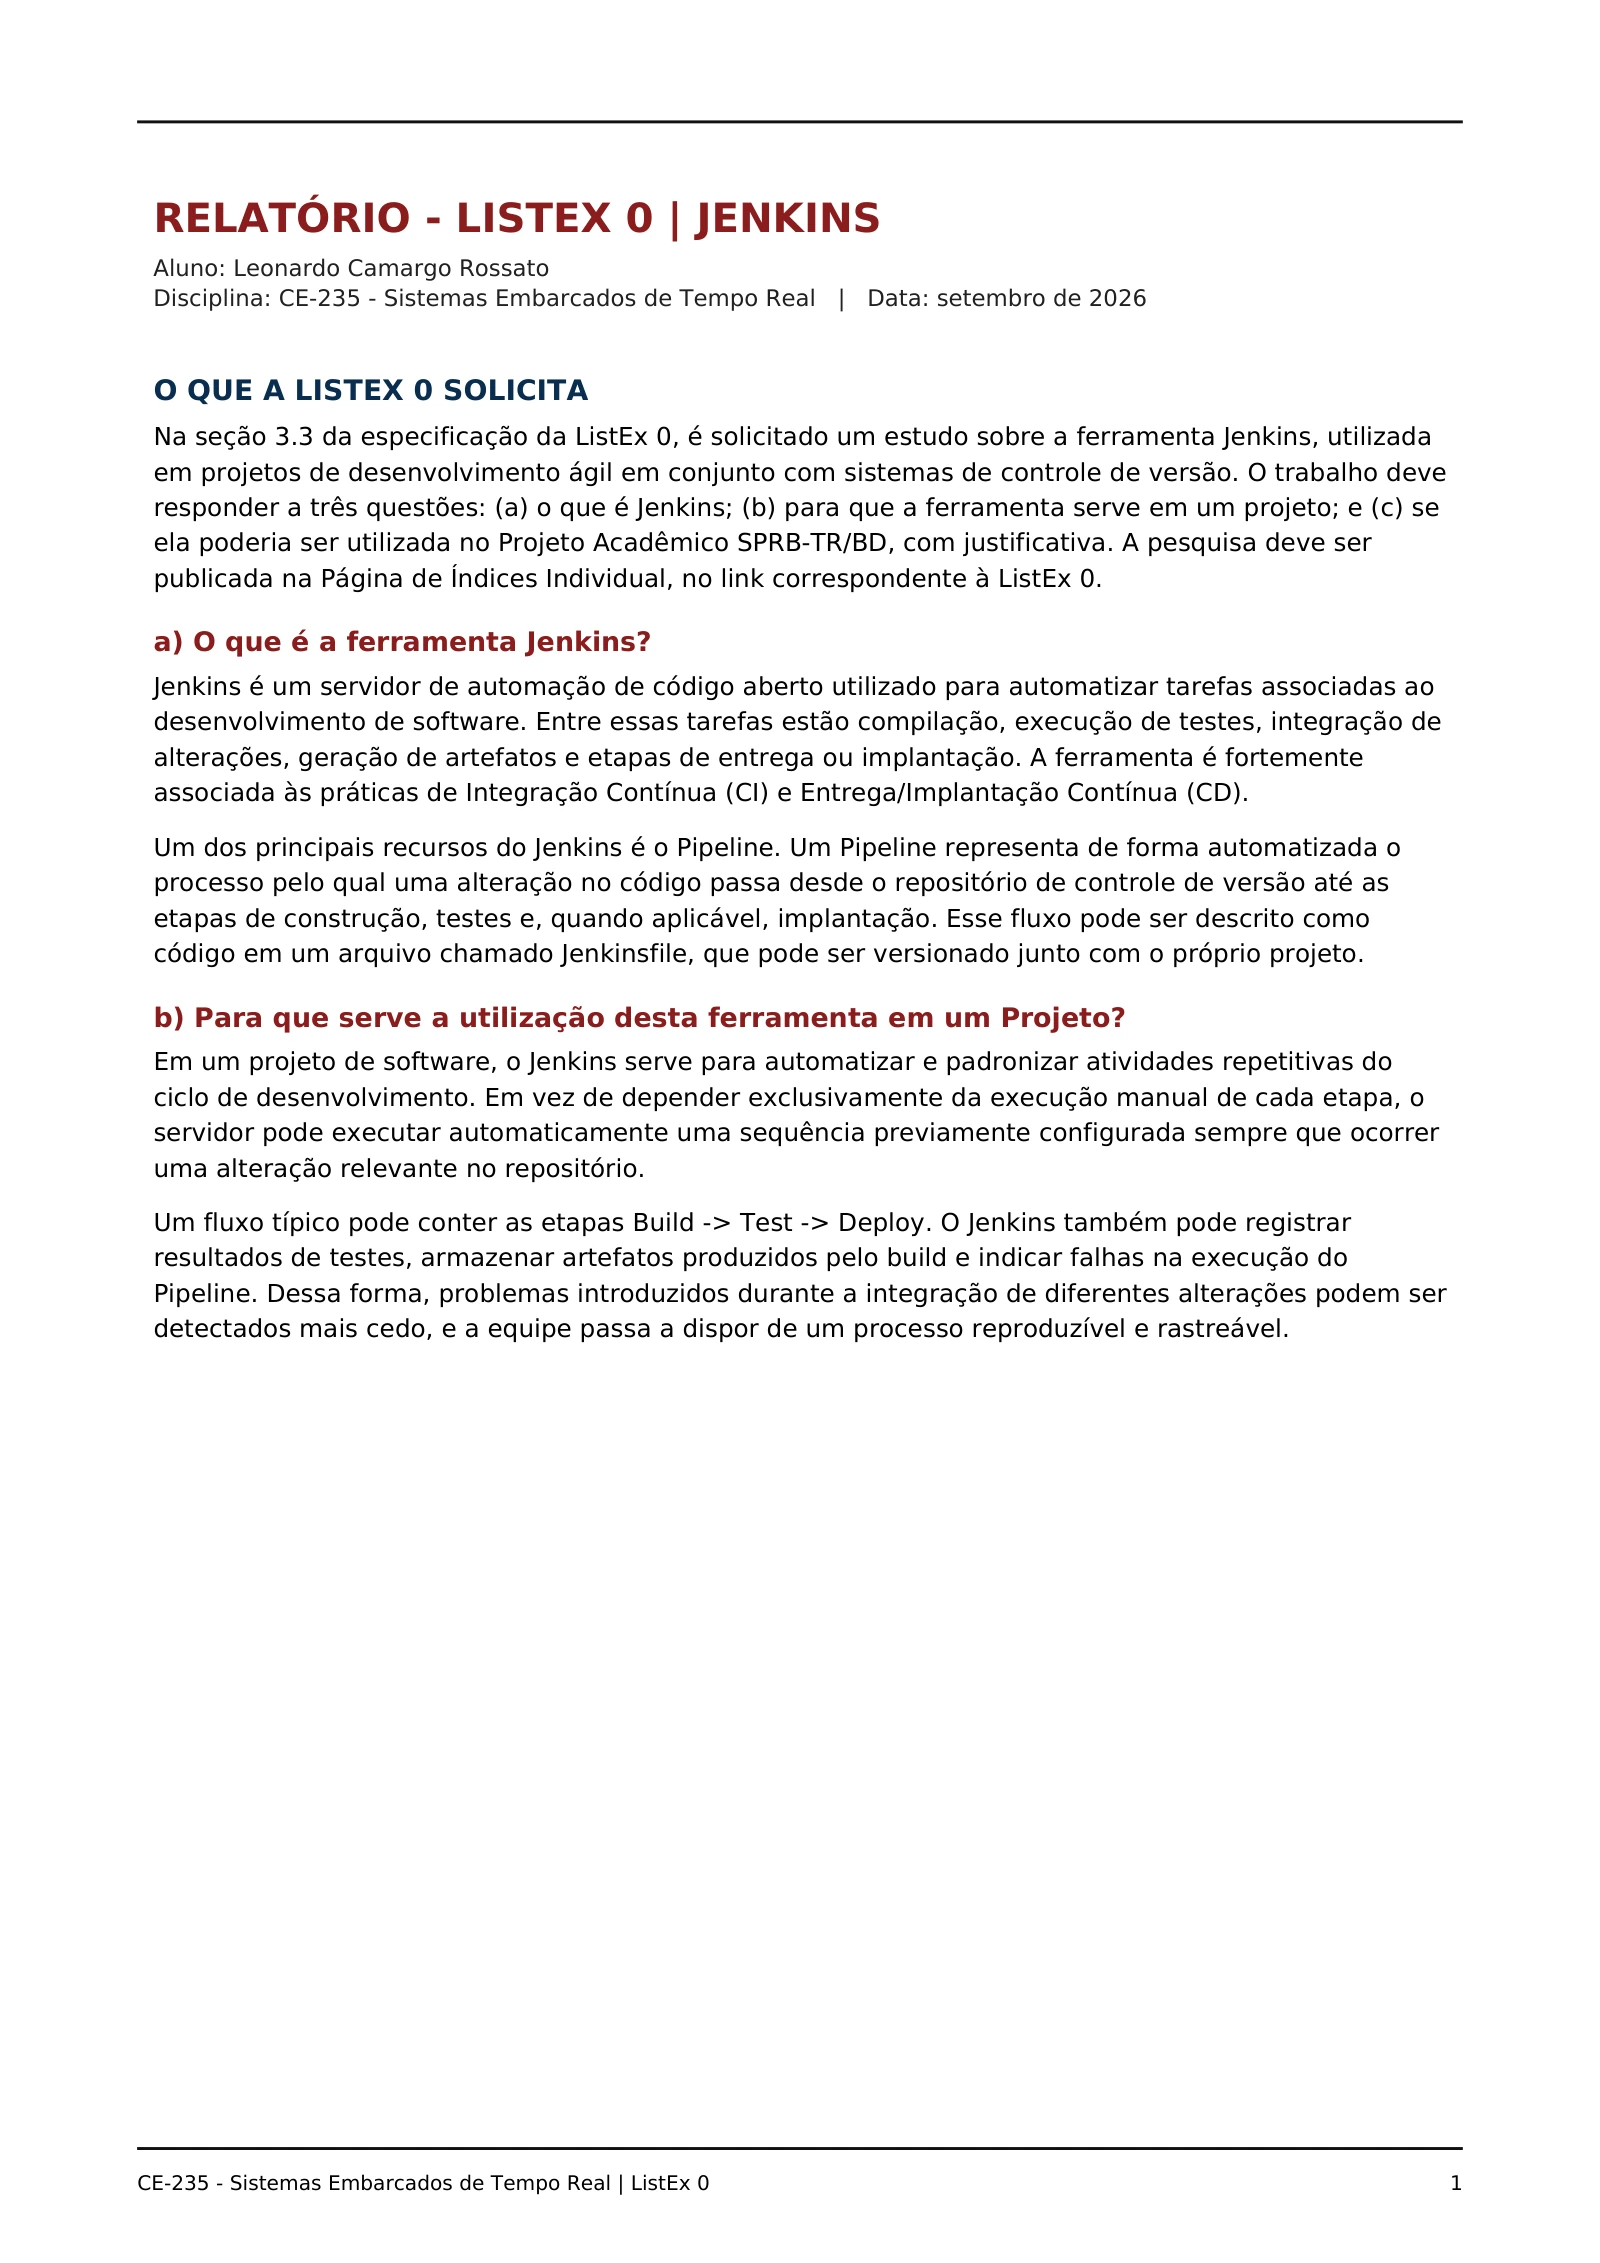 RELATÓRIO - LISTEX 0 | JENKINS
Aluno: Leonardo Camargo Rossato
Disciplina: CE-235 - Sistemas Embarcados de Tempo Real | Data: setembro de 2026
O QUE A LISTEX 0 SOLICITA
Na seção 3.3 da especificação da ListEx 0, é solicitado um estudo sobre a ferramenta Jenkins, utilizada
em projetos de desenvolvimento ágil em conjunto com sistemas de controle de versão. O trabalho deve
responder a três questões: (a) o que é Jenkins; (b) para que a ferramenta serve em um projeto; e (c) se
ela poderia ser utilizada no Projeto Acadêmico SPRB-TR/BD, com justificativa. A pesquisa deve ser
publicada na Página de Índices Individual, no link correspondente à ListEx 0.
a) O que é a ferramenta Jenkins?
Jenkins é um servidor de automação de código aberto utilizado para automatizar tarefas associadas ao
desenvolvimento de software. Entre essas tarefas estão compilação, execução de testes, integração de
alterações, geração de artefatos e etapas de entrega ou implantação. A ferramenta é fortemente
associada às práticas de Integração Contínua (CI) e Entrega/Implantação Contínua (CD).
Um dos principais recursos do Jenkins é o Pipeline. Um Pipeline representa de forma automatizada o
processo pelo qual uma alteração no código passa desde o repositório de controle de versão até as
etapas de construção, testes e, quando aplicável, implantação. Esse fluxo pode ser descrito como
código em um arquivo chamado Jenkinsfile, que pode ser versionado junto com o próprio projeto.
b) Para que serve a utilização desta ferramenta em um Projeto?
Em um projeto de software, o Jenkins serve para automatizar e padronizar atividades repetitivas do
ciclo de desenvolvimento. Em vez de depender exclusivamente da execução manual de cada etapa, o
servidor pode executar automaticamente uma sequência previamente configurada sempre que ocorrer
uma alteração relevante no repositório.
Um fluxo típico pode conter as etapas Build -> Test -> Deploy. O Jenkins também pode registrar
resultados de testes, armazenar artefatos produzidos pelo build e indicar falhas na execução do
Pipeline. Dessa forma, problemas introduzidos durante a integração de diferentes alterações podem ser
detectados mais cedo, e a equipe passa a dispor de um processo reproduzível e rastreável.
CE-235 - Sistemas Embarcados de Tempo Real | ListEx 0
1